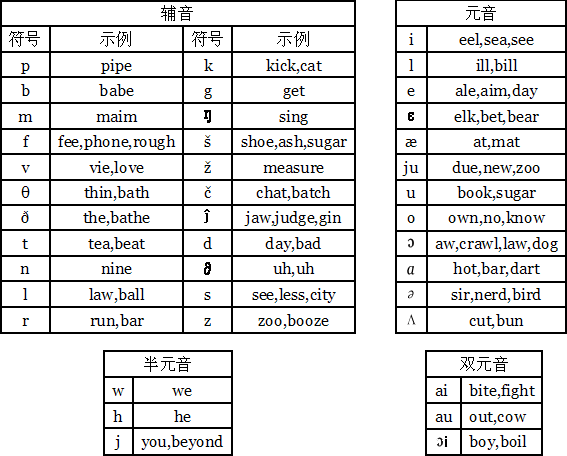 辅音
符号 示例 符号 示例
p pipe k kick,cat
b babe g get
m maim ŋ sing
f fee,phone,rough š shoe,ash,sugar
v vie,love ž measure
θ thin,bath č chat,batch
ð the,bathe ĵ jaw,judge,gin
t tea,beat d day,bad
n nine uh,uh
l law,ball s see,less,city
r run,bar z zoo,booze
元音
i eel,sea,see
l ill,bill
e ale,aim,day
ɛ elk,bet,bear
æ at,mat
ju due,new,zoo
u book,sugar
o own,no,know
ɔ aw,crawl,law,dog
ɑ hot,bar,dart
ə sir,nerd,bird
Λ cut,bun
半元音
w we
h he
j you,beyond
双元音
ai bite,fight
au out,cow
ɔi boy,boil